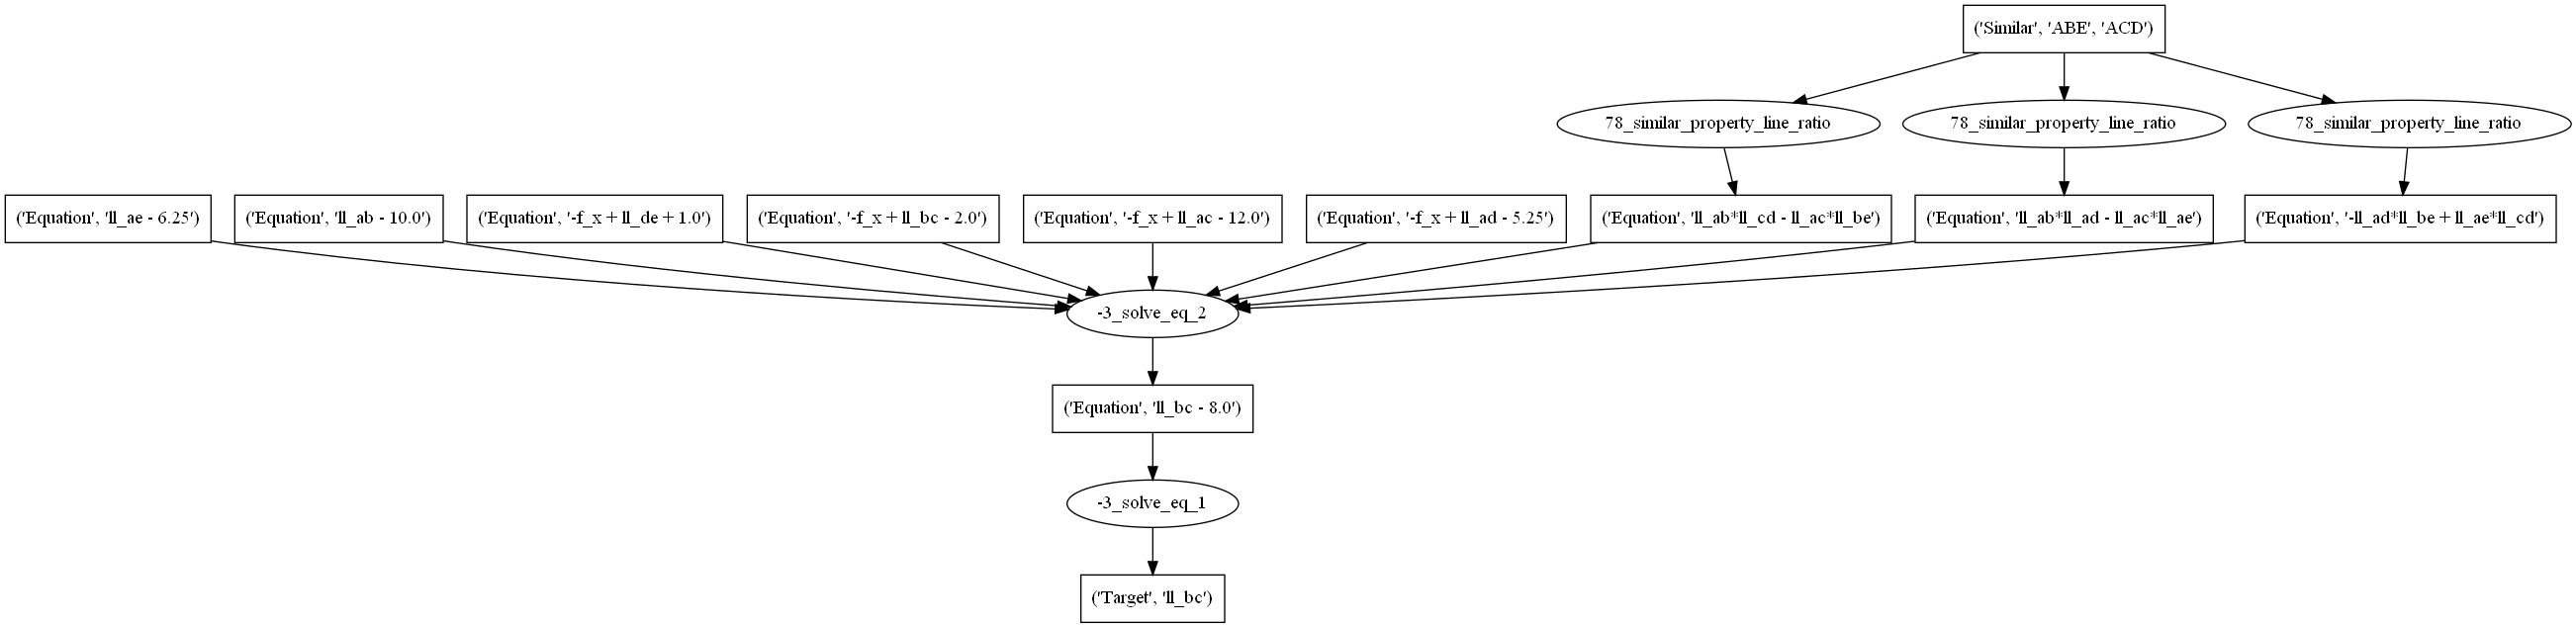 ('Similar', 'ABE', 'ACD')
78_similar_property_line_ratio
78_similar_property_line_ratio
78_similar_property_line_ratio
('Equation', 'll_ae - 6.25')
('Equation', 'll_ab - 10.0')
('Equation', '-f_x + ll_de + 1.0')
('Equation', '-f_x + ll_bc - 2.0')
('Equation', '-f_x + ll_ac - 12.0')
('Equation', '-f_x + ll_ad - 5.25')
('Equation', 'll_ab*ll_cd - ll_ac*ll_be')
('Equation', 'll_ab*ll_ad - ll_ac*ll_ae')
('Equation', '-ll_ad*ll_be + ll_ae*ll_cd')
-3_solve_eq_2
('Equation', 'll_bc - 8.0')
-3_solve_eq_1
('Target', 'll_bc')